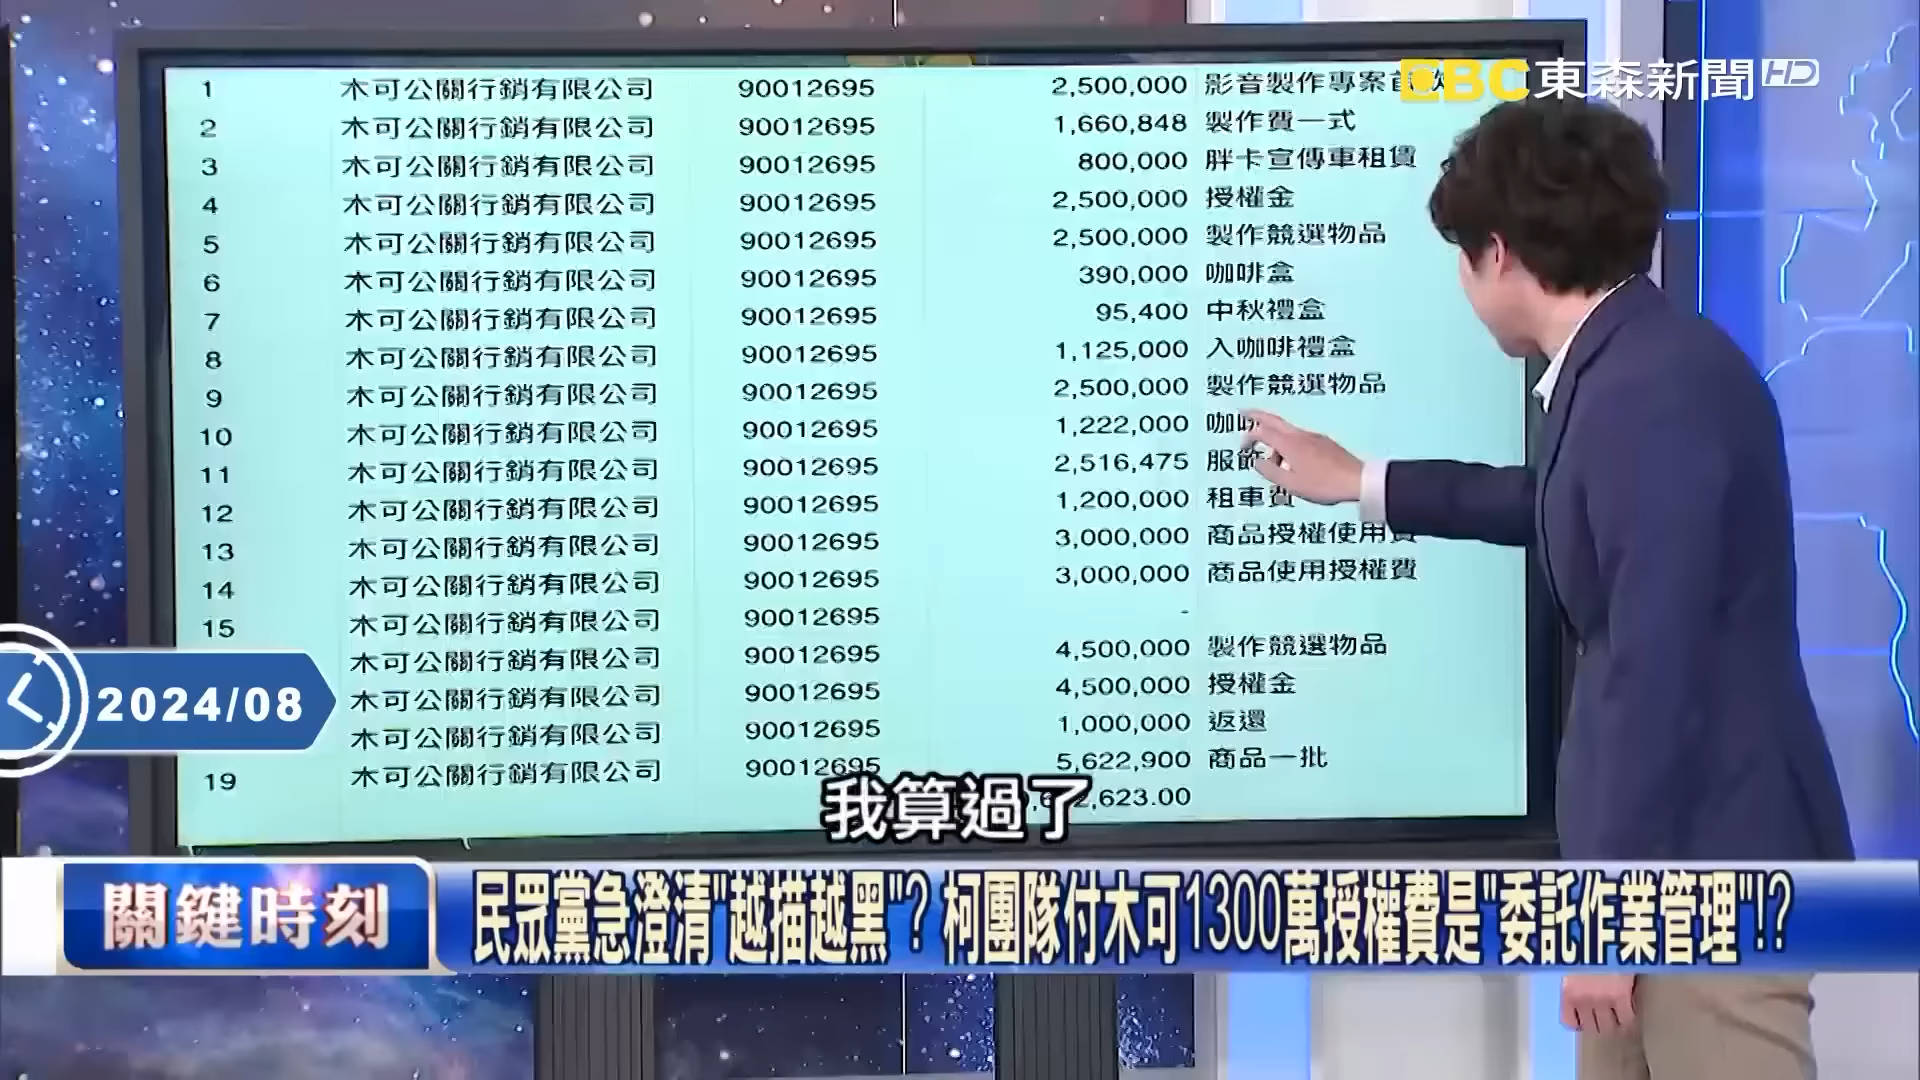 EBC 東森新聞 HD
1 木可公關行銷有限公司 90012695 2,500,000 影音製作專案首款
2 木可公關行銷有限公司 90012695 1,660,848 製作費一式
3 木可公關行銷有限公司 90012695 800,000 胖卡宣傳車租賃
4 木可公關行銷有限公司 90012695 2,500,000 授權金
5 木可公關行銷有限公司 90012695 2,500,000 製作競選物品
6 木可公關行銷有限公司 90012695 390,000 咖啡盒
7 木可公關行銷有限公司 90012695 95,400 中秋禮盒
8 木可公關行銷有限公司 90012695 1,125,000 入咖啡禮盒
9 木可公關行銷有限公司 90012695 2,500,000 製作競選物品
10 木可公關行銷有限公司 90012695 1,222,000 咖啡
11 木可公關行銷有限公司 90012695 2,516,475 服飾
12 木可公關行銷有限公司 90012695 1,200,000 租車費
13 木可公關行銷有限公司 90012695 3,000,000 商品授權使用費
14 木可公關行銷有限公司 90012695 3,000,000 商品使用授權費
15 木可公關行銷有限公司 90012695 -
木可公關行銷有限公司 90012695 4,500,000 製作競選物品
木可公關行銷有限公司 90012695 4,500,000 授權金
木可公關行銷有限公司 90012695 1,000,000 返還
19 木可公關行銷有限公司 90012695 5,622,900 商品一批
2,623.00
2024/08
我算過了
關鍵時刻
民眾黨急澄清"越描越黑"? 柯團隊付木可1300萬授權費是"委託作業管理"!?